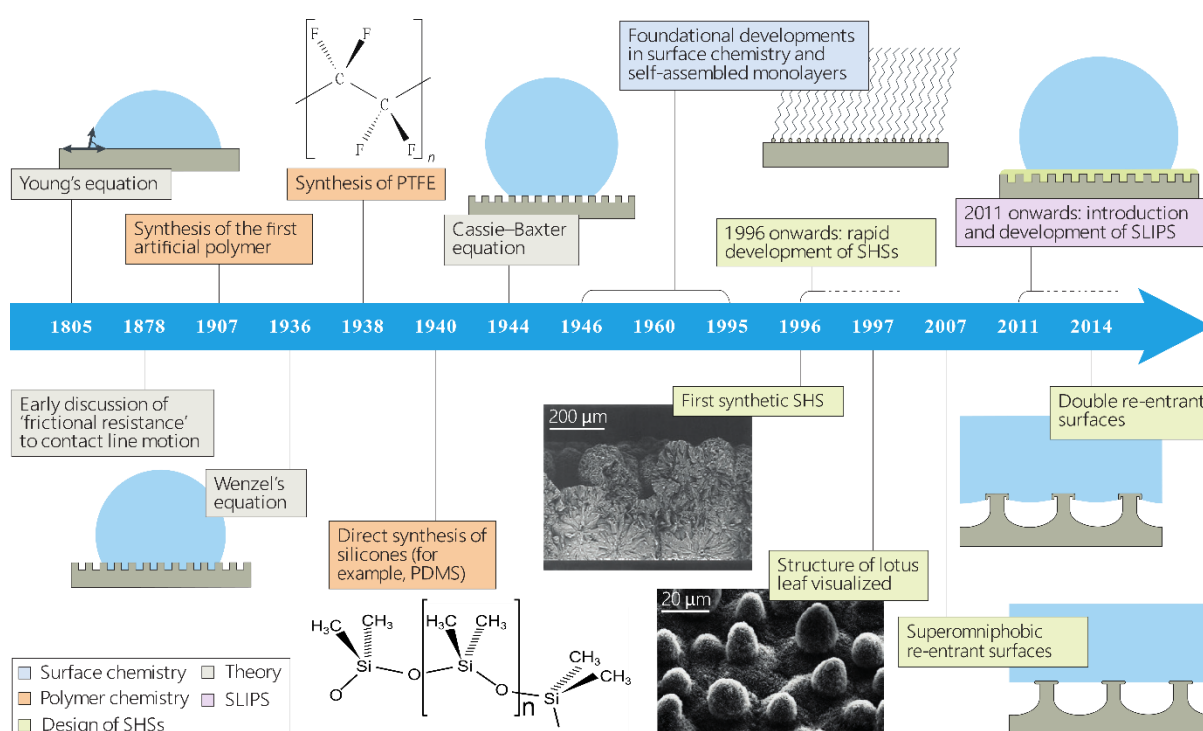 F F
C
C
F F
n
Foundational developments
in surface chemistry and
self-assembled monolayers
Young's equation
Synthesis of PTFE
Synthesis of the first
artificial polymer
Cassie–Baxter
equation
1996 onwards: rapid
development of SHSs
2011 onwards: introduction
and development of SLIPS
1805 1878 1907 1936 1938 1940 1944 1946 1960 1995 1996 1997 2007 2011 2014
Early discussion of
'frictional resistance'
to contact line motion
Wenzel's
equation
Direct synthesis of
silicones (for
example, PDMS)
First synthetic SHS
200 µm
Structure of lotus
leaf visualized
20 µm
Double re-entrant
surfaces
Superomniphobic
re-entrant surfaces
H₃C CH₃ H₃C CH₃
Si Si CH₃
O O O Si CH₃
n
Surface chemistry
Theory
Polymer chemistry
SLIPS
Design of SHSs